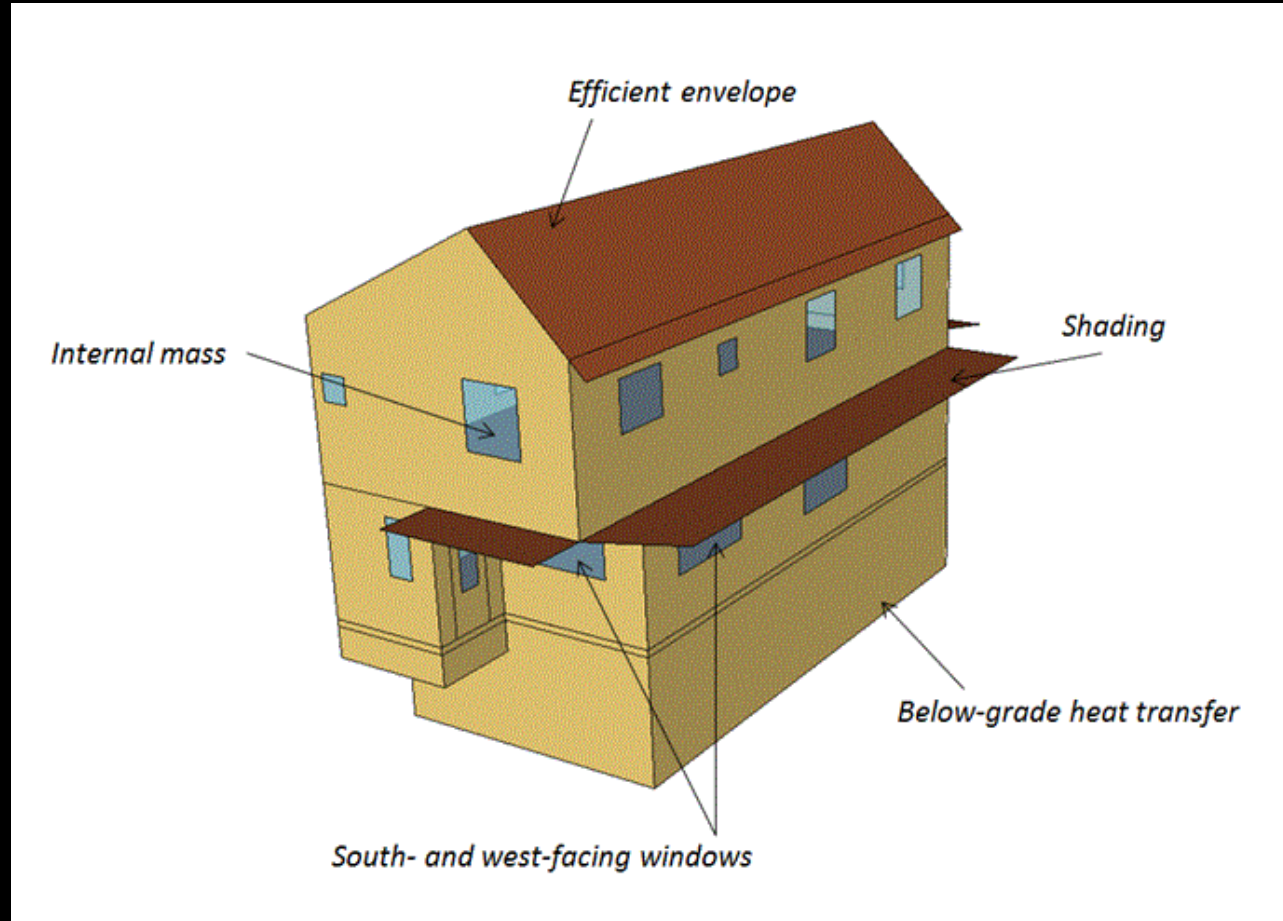 Efficient envelope
Shading
Internal mass
Below-grade heat transfer
South- and west-facing windows